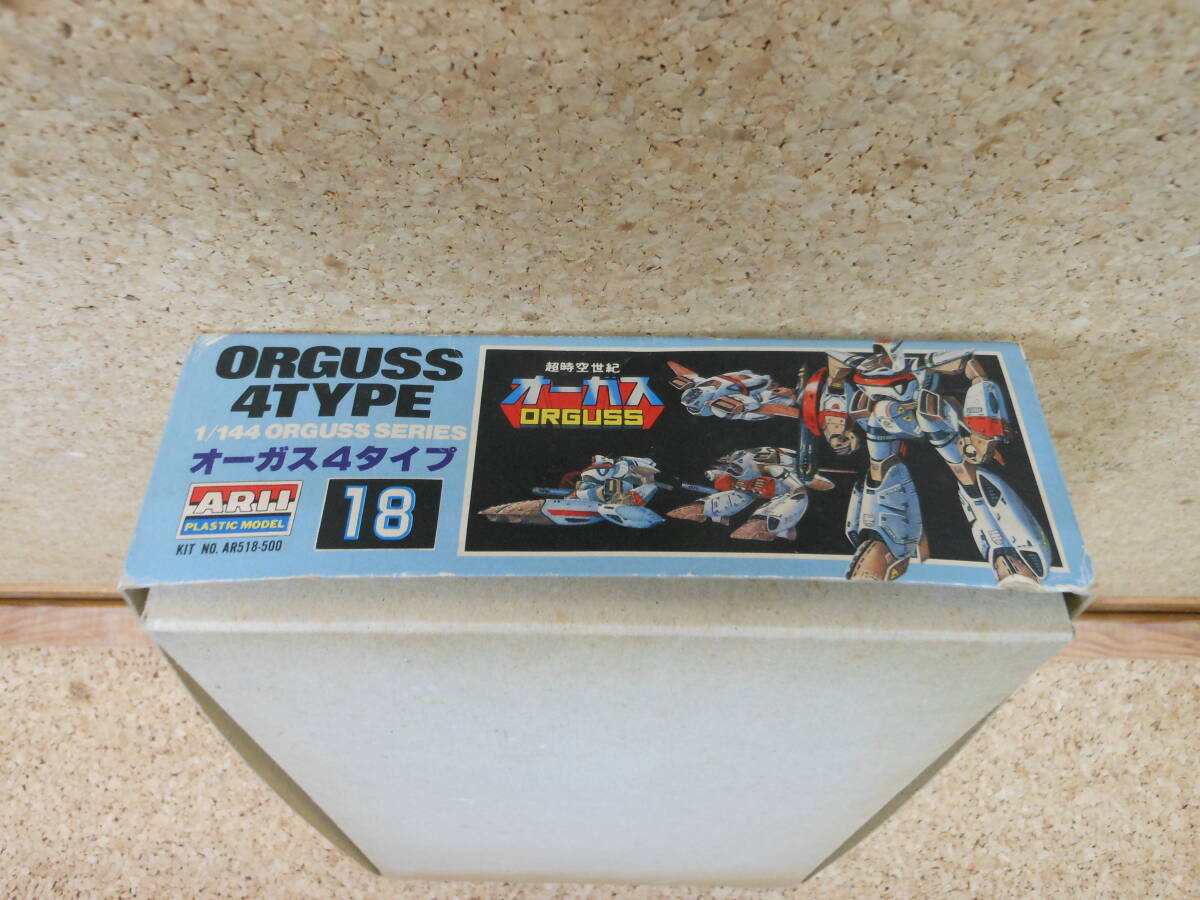 ORGUSS
4TYPE
1/144 ORGUSS SERIES
オーガス4タイプ
ARII
PLASTIC MODEL
KIT NO. AR518-500
18
超時空世紀
オーガス
ORGUSS